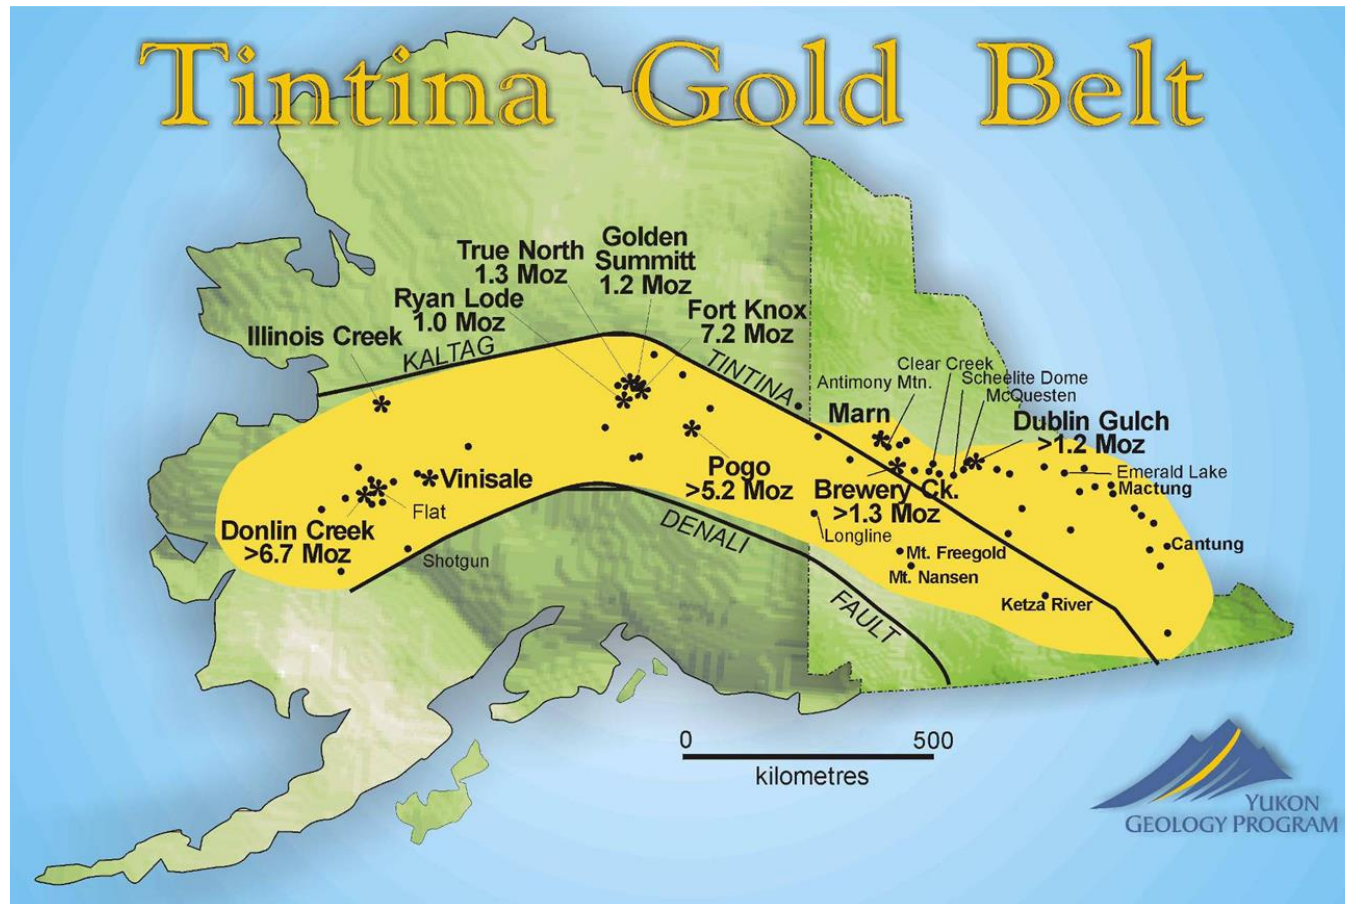 Tintina Gold Belt
True North
1.3 Moz
Golden
Summitt
1.2 Moz
Ryan Lode
1.0 Moz
Fort Knox
7.2 Moz
Illinois Creek
KALTAG
TINTINA
Clear Creek
Antimony Mtn.
Scheelite Dome
McQuesten
Marn
Dublin Gulch
>1.2 Moz
Vinisale
Pogo
>5.2 Moz
Emerald Lake
Mactung
Brewery Ck.
>1.3 Moz
Flat
Donlin Creek
>6.7 Moz
DENALI
Longline
Cantung
Shotgun
Mt. Freegold
Mt. Nansen
Ketza River
FAULT
0 500
kilometres
YUKON
GEOLOGY PROGRAM